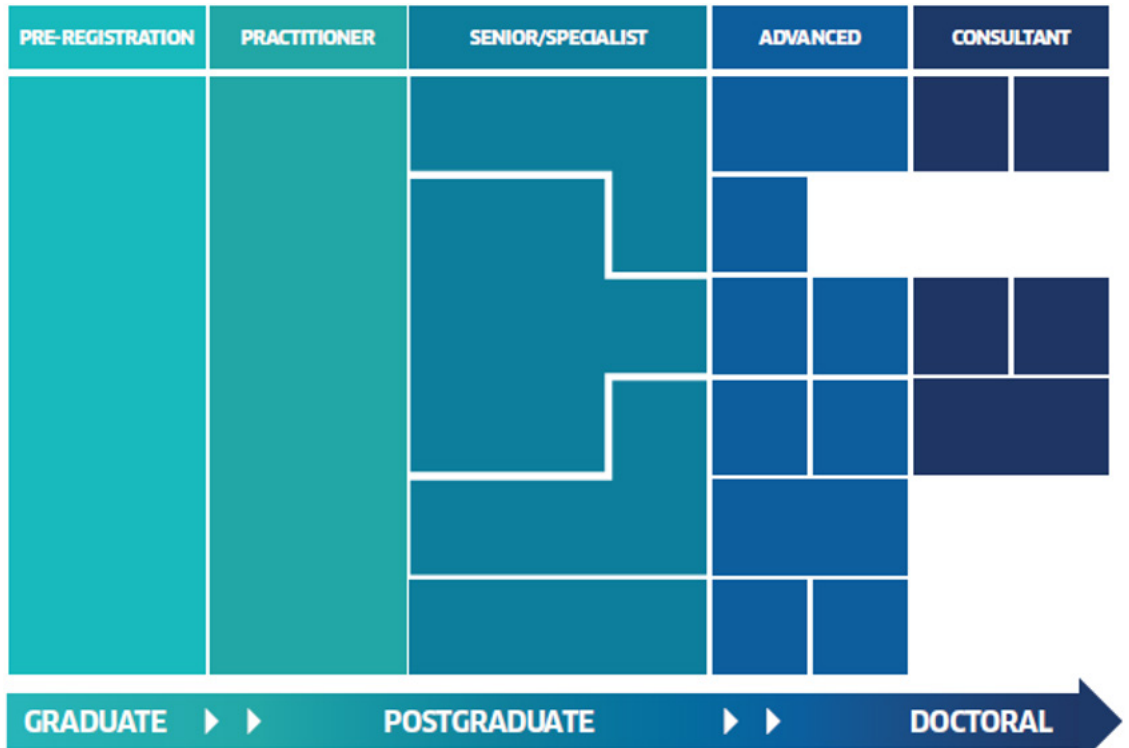 PRE-REGISTRATION PRACTITIONER SENIOR/SPECIALIST ADVANCED CONSULTANT
GRADUATE POSTGRADUATE DOCTORAL